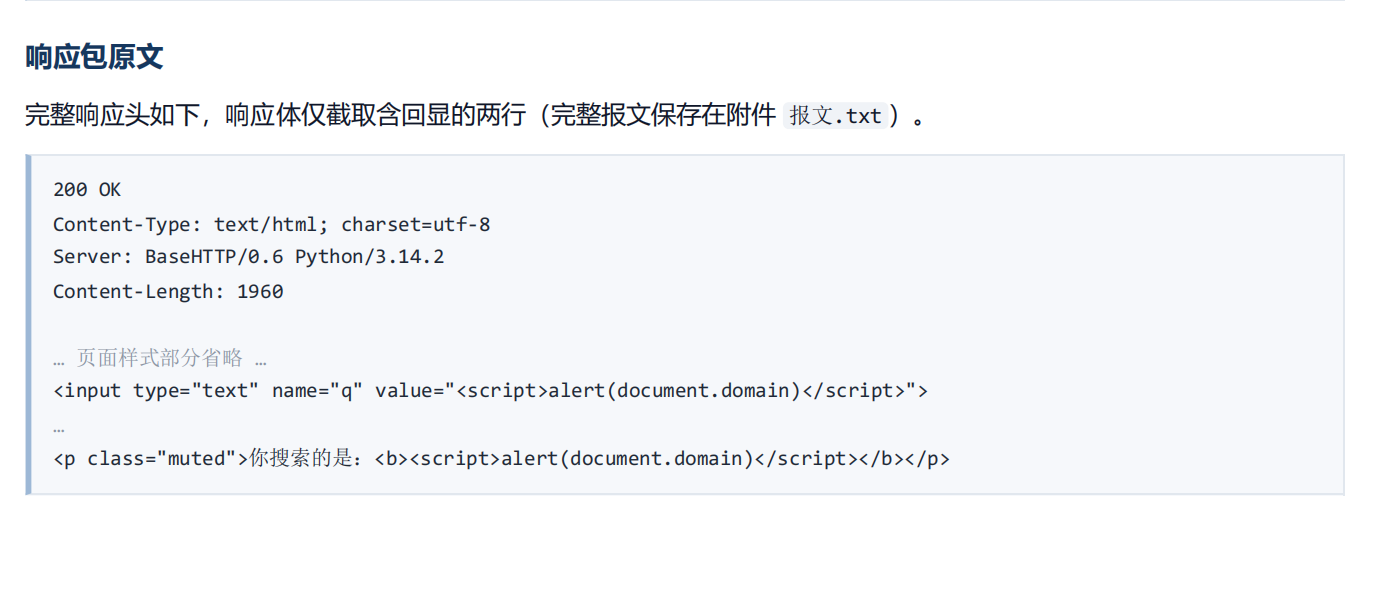 响应包原文
完整响应头如下，响应体仅截取含回显的两行（完整报文保存在附件 报文.txt）。
200 OK
Content-Type: text/html; charset=utf-8
Server: BaseHTTP/0.6 Python/3.14.2
Content-Length: 1960
… 页面样式部分省略 …
<input type="text" name="q" value="<script>alert(document.domain)</script>">
…
<p class="muted">你搜索的是：<b><script>alert(document.domain)</script></b></p>